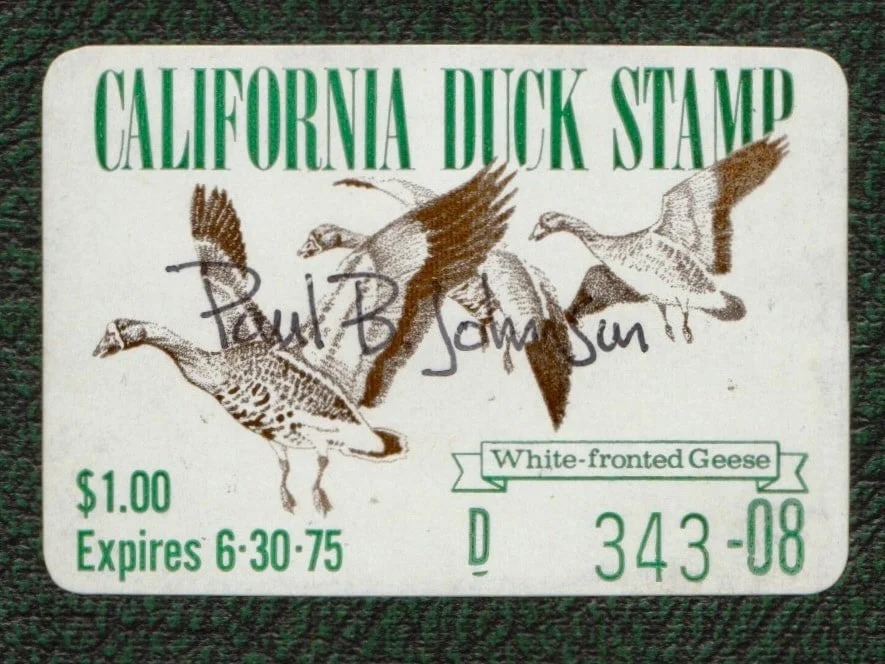 CALIFORNIA DUCK STAMP
Paul B. Johnson
White-fronted Geese
$1.00
Expires 6·30·75
D
343-08